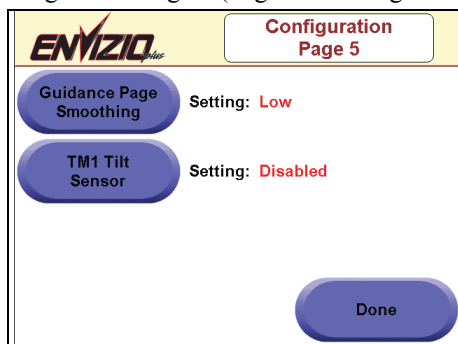 ENVIZIO plus
Configuration
Page 5
Guidance Page
Smoothing
Setting: Low
TM1 Tilt
Sensor
Setting: Disabled
Done